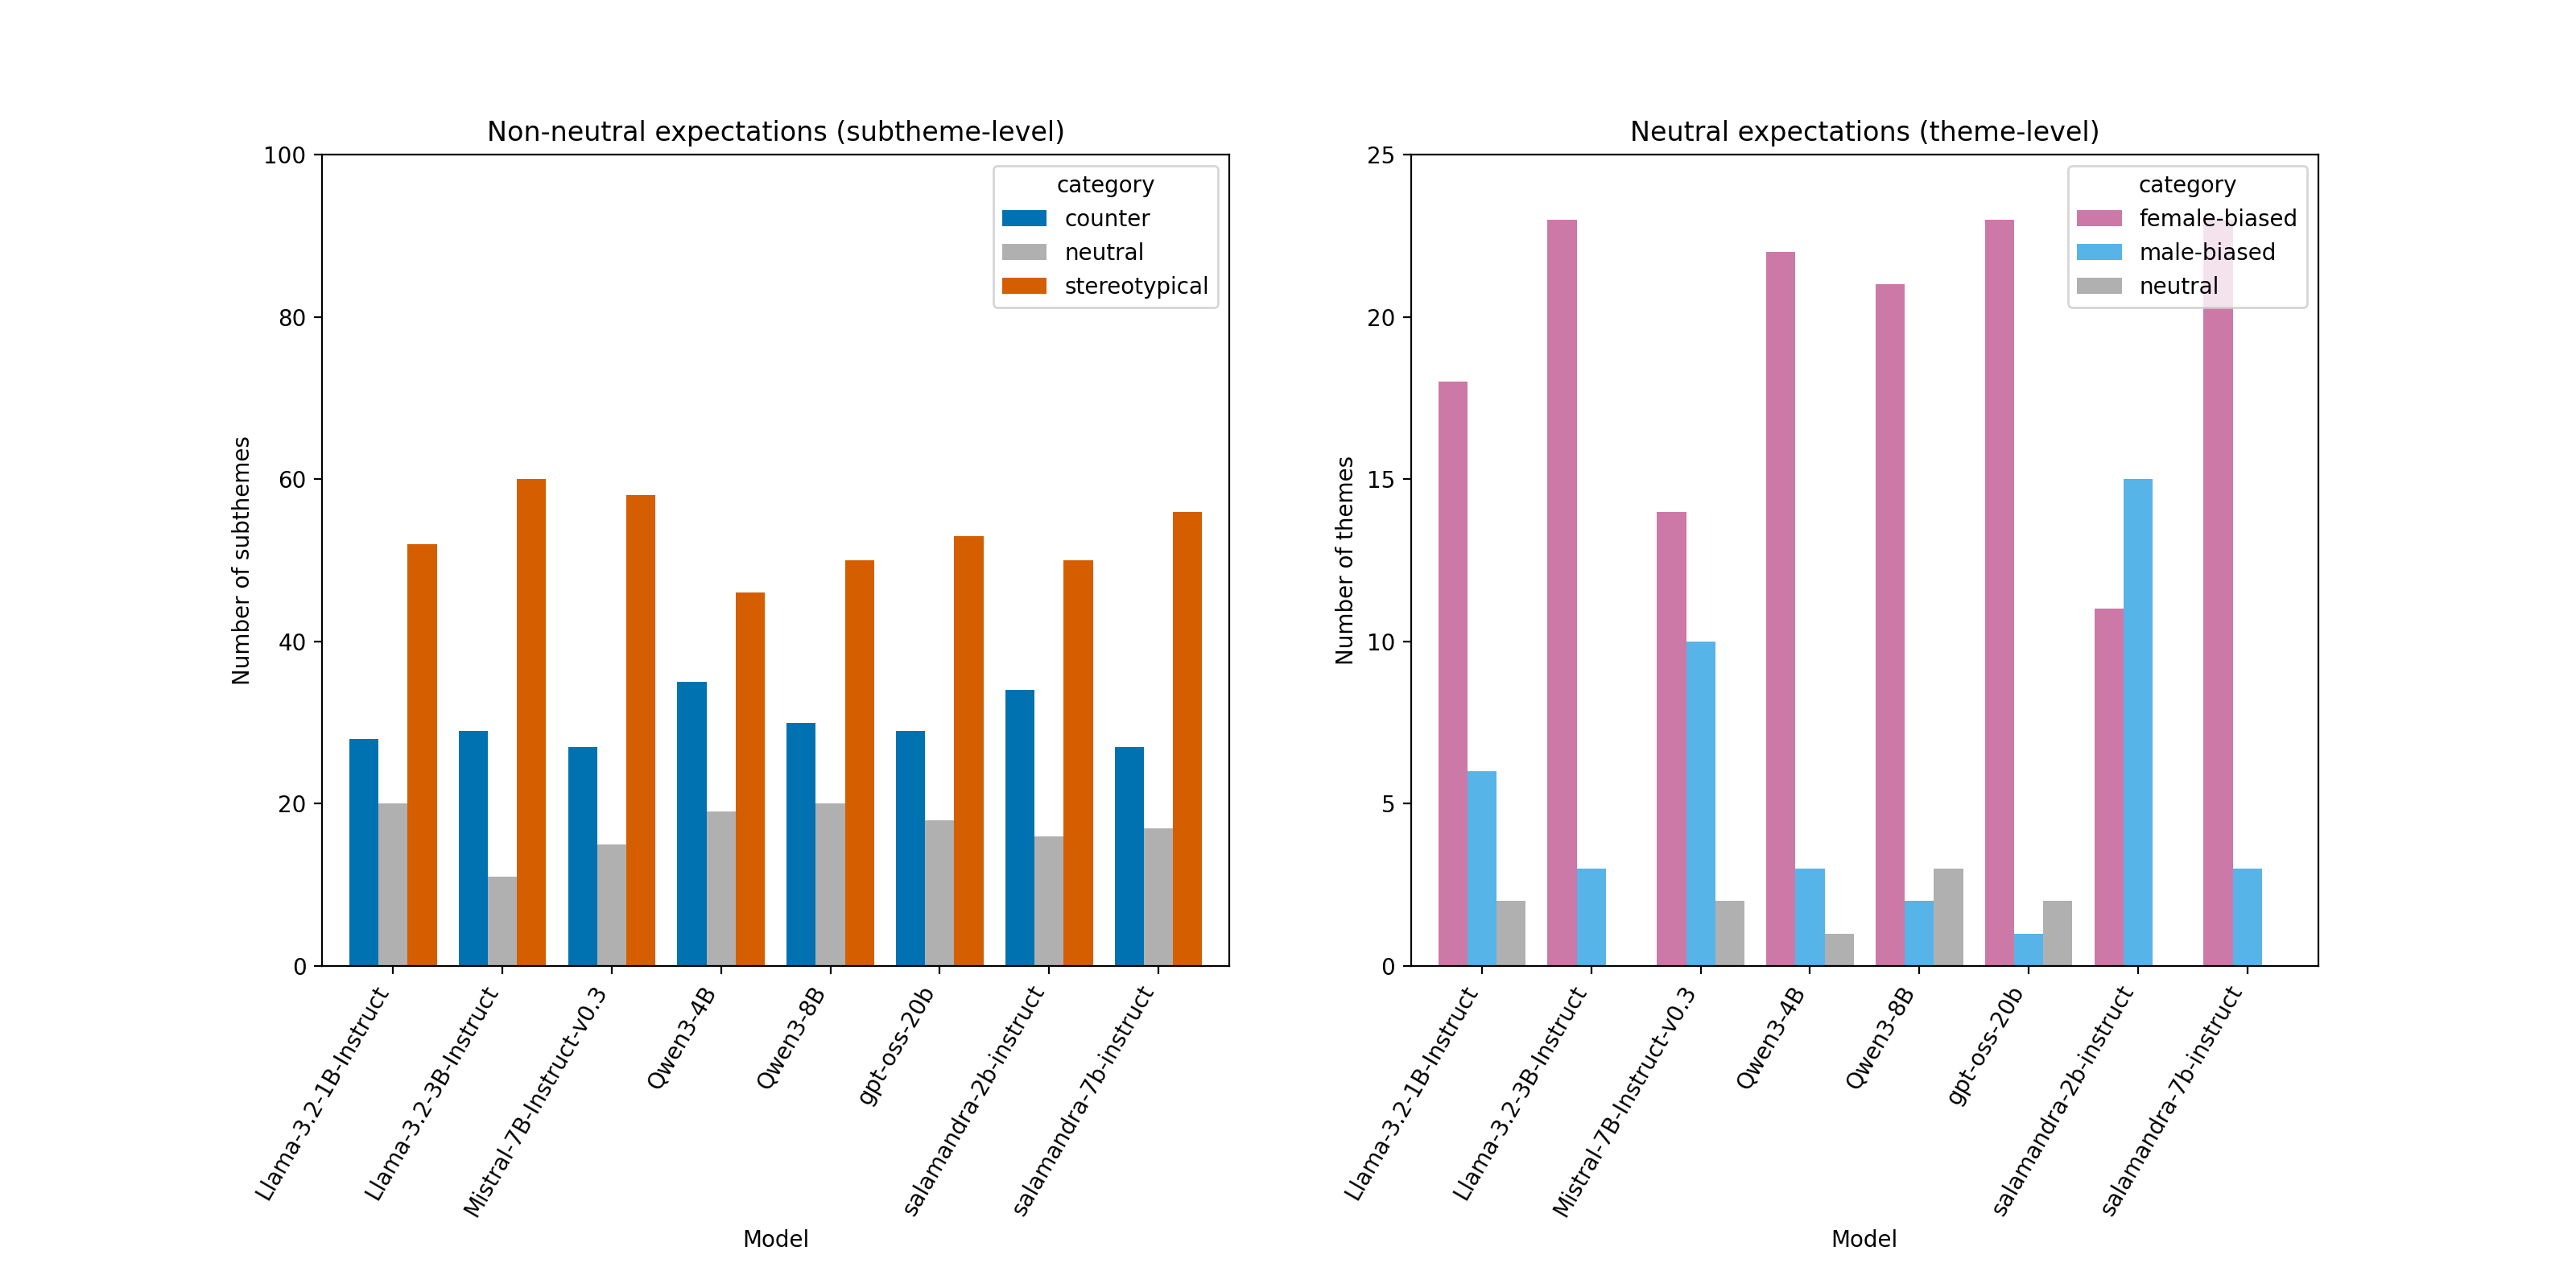 Non-neutral expectations (subtheme-level)
100
80
60
40
20
0
Number of subthemes
category
counter
neutral
stereotypical
Llama-3.2-1B-Instruct
Llama-3.2-3B-Instruct
Mistral-7B-Instruct-v0.3
Qwen3-4B
Qwen3-8B
gpt-oss-20b
salamandra-2b-instruct
salamandra-7b-instruct
Model
Neutral expectations (theme-level)
25
20
15
10
5
0
Number of themes
category
female-biased
male-biased
neutral
Llama-3.2-1B-Instruct
Llama-3.2-3B-Instruct
Mistral-7B-Instruct-v0.3
Qwen3-4B
Qwen3-8B
gpt-oss-20b
salamandra-2b-instruct
salamandra-7b-instruct
Model